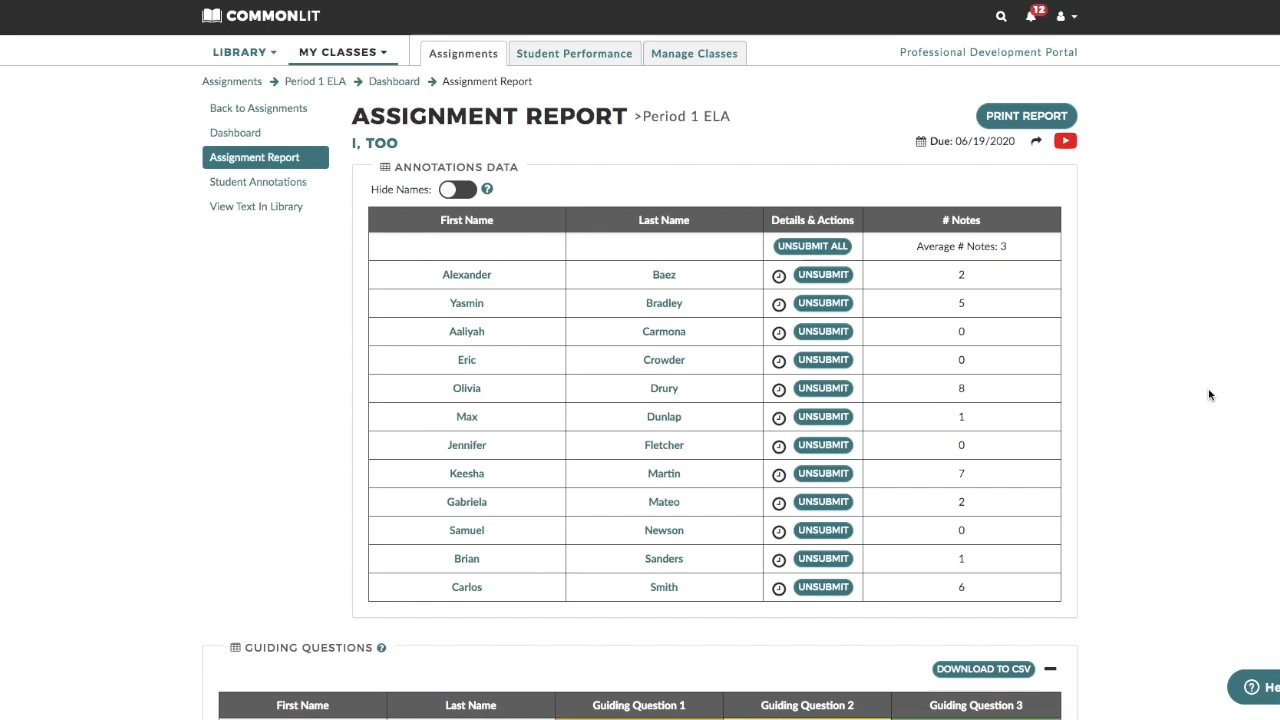 COMMONLIT
12
LIBRARY MY CLASSES Assignments Student Performance Manage Classes Professional Development Portal
Assignments Period 1 ELA Dashboard Assignment Report
Back to Assignments
Dashboard
Assignment Report
Student Annotations
View Text In Library
ASSIGNMENT REPORT >Period 1 ELA
PRINT REPORT
I, TOO
Due: 06/19/2020
ANNOTATIONS DATA
Hide Names: ?
First Name Last Name Details & Actions # Notes
UNSUBMIT ALL Average # Notes: 3
Alexander Baez UNSUBMIT 2
Yasmin Bradley UNSUBMIT 5
Aaliyah Carmona UNSUBMIT 0
Eric Crowder UNSUBMIT 0
Olivia Drury UNSUBMIT 8
Max Dunlap UNSUBMIT 1
Jennifer Fletcher UNSUBMIT 0
Keesha Martin UNSUBMIT 7
Gabriela Mateo UNSUBMIT 2
Samuel Newson UNSUBMIT 0
Brian Sanders UNSUBMIT 1
Carlos Smith UNSUBMIT 6
GUIDING QUESTIONS ?
DOWNLOAD TO CSV
? He
First Name Last Name Guiding Question 1 Guiding Question 2 Guiding Question 3